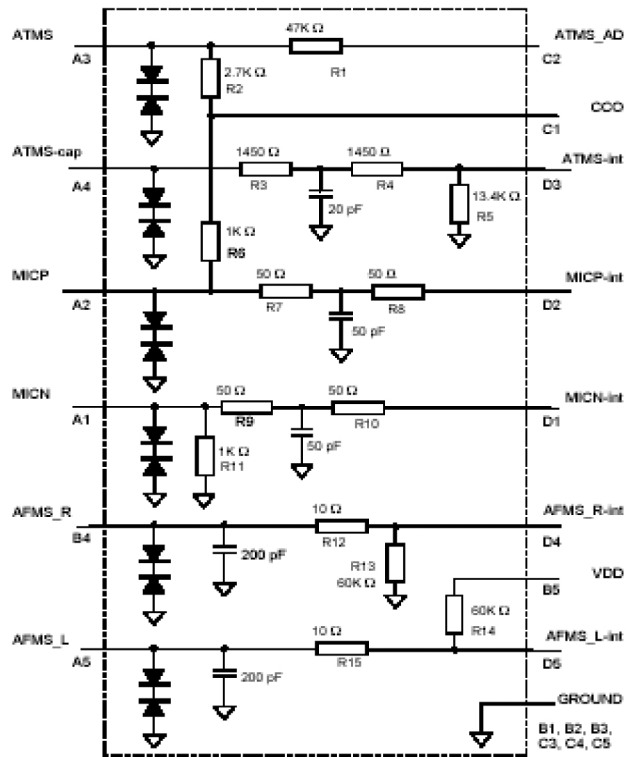 ATMS
A3
47K Ω
R1
ATMS_AD
C2
2.7K Ω
R2
CCO
C1
ATMS-cap
A4
1450 Ω
R3
1450 Ω
R4
ATMS-int
D3
20 pF
13.4K Ω
R5
1K Ω
R6
MICP
A2
50 Ω
R7
50 Ω
R8
MICP-int
D2
50 pF
MICN
A1
50 Ω
R9
50 Ω
R10
MICN-int
D1
1K Ω
R11
50 pF
AFMS_R
B4
10 Ω
R12
AFMS_R-int
D4
200 pF
R13
60K Ω
VDD
B5
60K Ω
R14
AFMS_L
A5
10 Ω
R15
AFMS_L-int
D5
200 pF
GROUND
B1, B2, B3,
C3, C4, C5